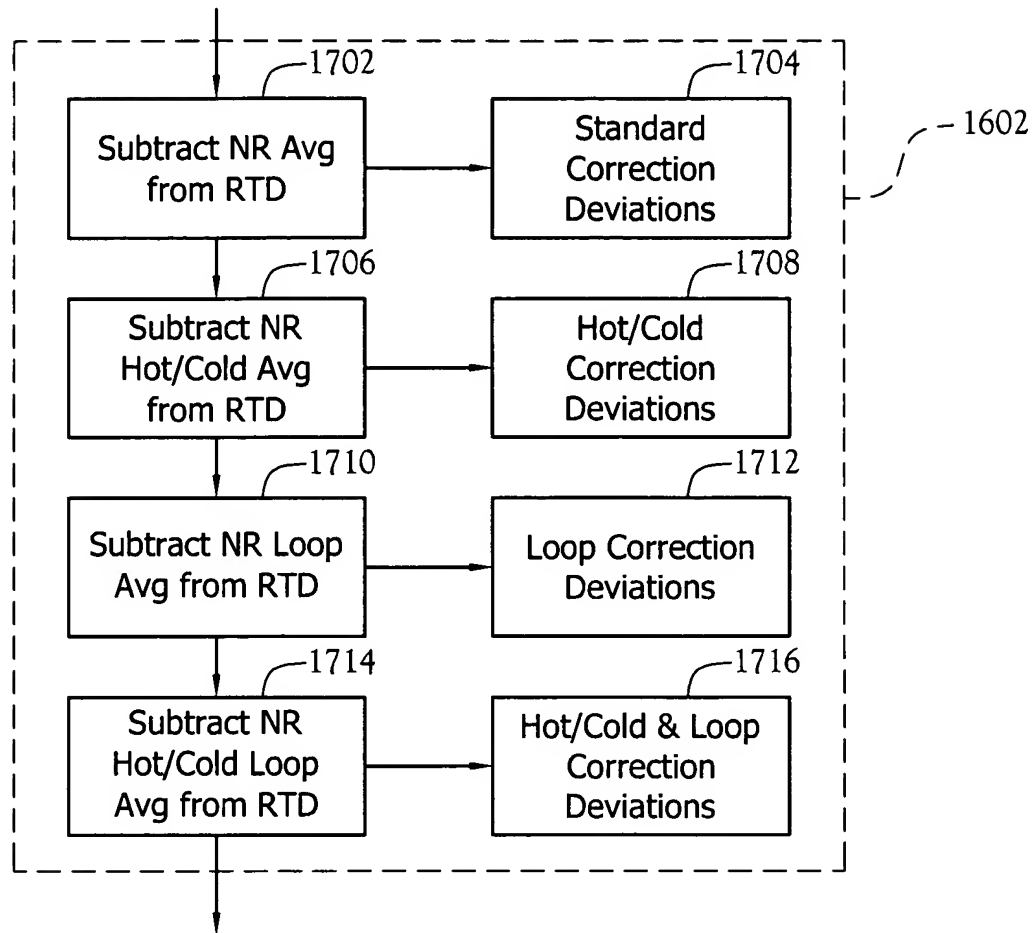 1702
1704
Subtract NR Avg
from RTD
Standard
Correction
Deviations
1602
1706
1708
Subtract NR
Hot/Cold Avg
from RTD
Hot/Cold
Correction
Deviations
1710
1712
Subtract NR Loop
Avg from RTD
Loop Correction
Deviations
1714
1716
Subtract NR
Hot/Cold Loop
Avg from RTD
Hot/Cold & Loop
Correction
Deviations